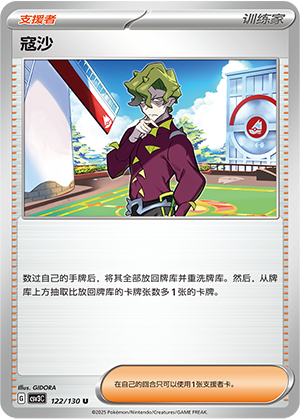 支援者
训练家
寇沙
数过自己的手牌后，将其全部放回牌库并重洗牌库。然后，从牌
库上方抽取比放回牌库的卡牌张数多1张的卡牌。
Illus. GIDORA
G CSV3C 122/130 U
在自己的回合只可以使用1张支援者卡。
©2025 Pokémon/Nintendo/Creatures/GAME FREAK.